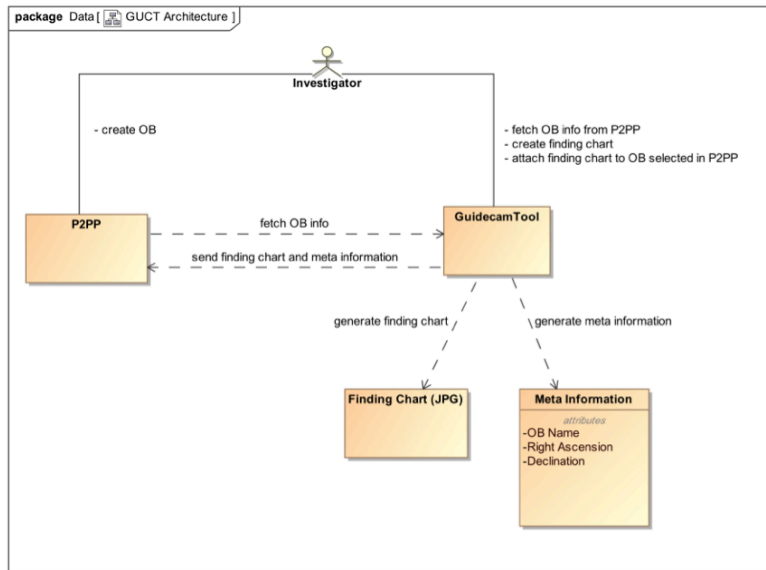 package Data [ GUCT Architecture ]
Investigator
- create OB
- fetch OB info from P2PP
- create finding chart
- attach finding chart to OB selected in P2PP
P2PP
GuidecamTool
fetch OB info
send finding chart and meta information
generate finding chart
generate meta information
Finding Chart (JPG)
Meta Information
attributes
-OB Name
-Right Ascension
-Declination